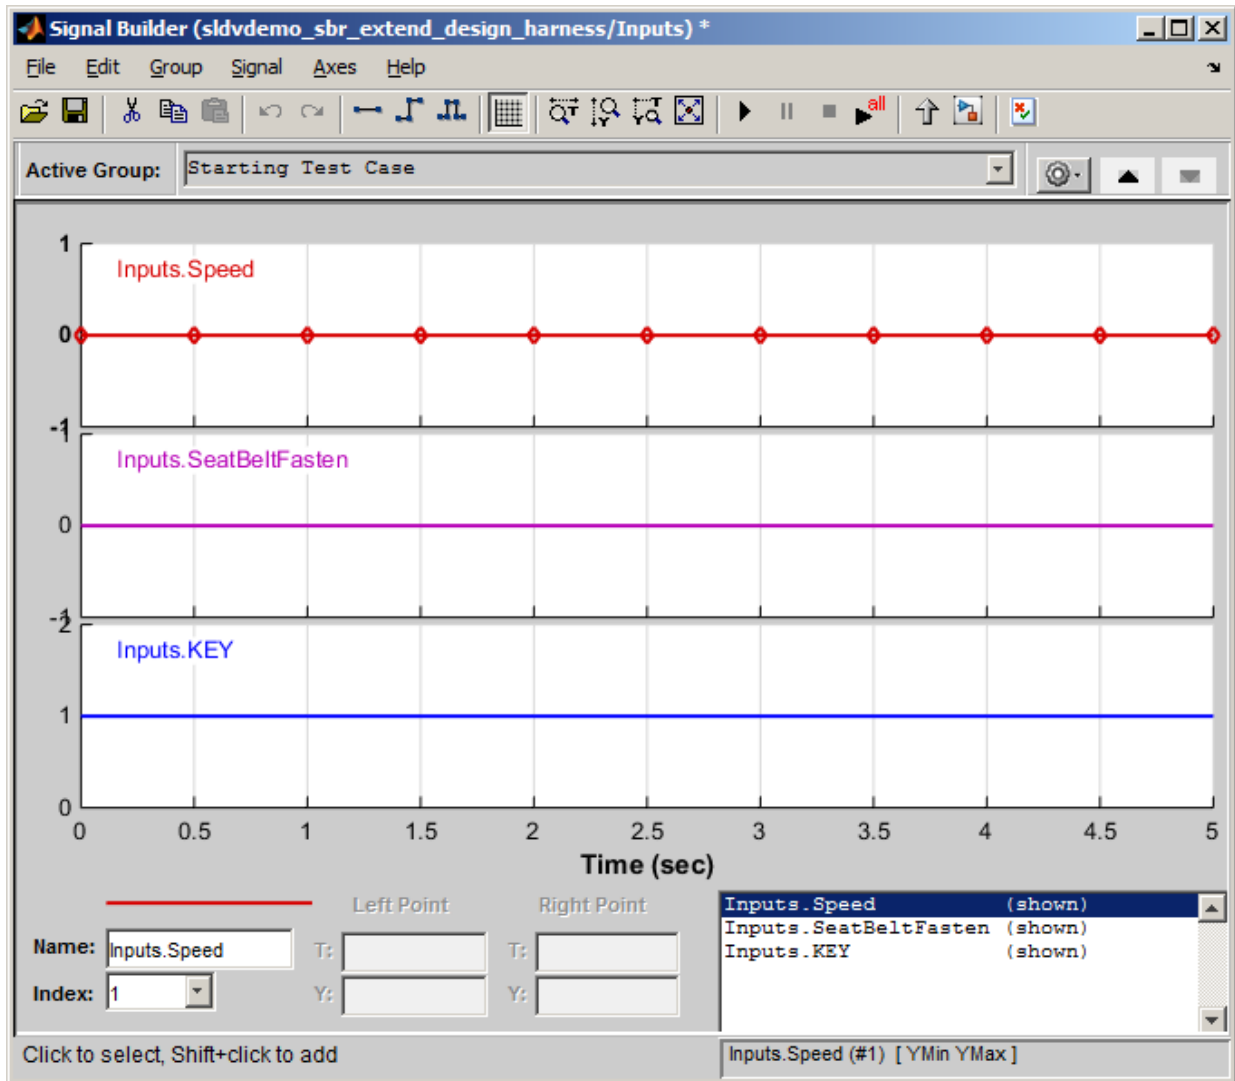 Signal Builder (sldvdemo_sbr_extend_design_harness/Inputs) *
File Edit Group Signal Axes Help
all
Active Group: Starting Test Case
1
Inputs.Speed
0
-1
1
Inputs.SeatBeltFasten
0
-1
2
Inputs.KEY
1
0
0 0.5 1 1.5 2 2.5 3 3.5 4 4.5 5
Time (sec)
Left Point Right Point
Name: Inputs.Speed T: T:
Index: 1 Y: Y:
Inputs.Speed (shown)
Inputs.SeatBeltFasten (shown)
Inputs.KEY (shown)
Click to select, Shift+click to add
Inputs.Speed (#1) [ YMin YMax ]